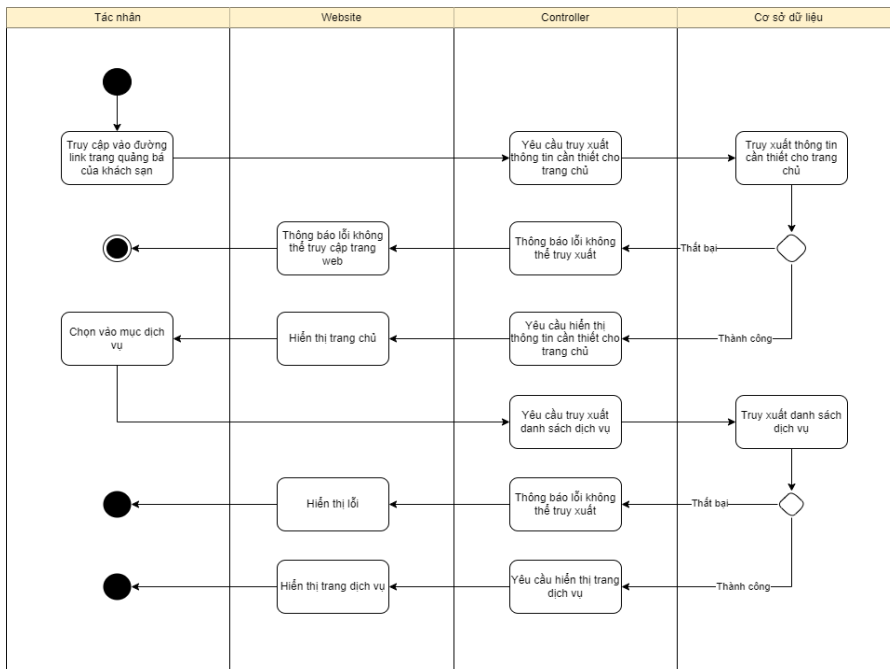 Tác nhân
Website
Controller
Cơ sở dữ liệu
Truy cập vào đường
link trang quảng bá
của khách sạn
Yêu cầu truy xuất
thông tin cần thiết cho
trang chủ
Truy xuất thông tin
cần thiết cho trang
chủ
Thông báo lỗi không
thể truy cập trang
web
Thông báo lỗi không
thể truy xuất
Thất bại
Chọn vào mục dịch
vụ
Hiển thị trang chủ
Yêu cầu hiển thị
thông tin cần thiết cho
trang chủ
Thành công
Yêu cầu truy xuất
danh sách dịch vụ
Truy xuất danh sách
dịch vụ
Hiển thị lỗi
Thông báo lỗi không
thể truy xuất
Thất bại
Hiển thị trang dịch vụ
Yêu cầu hiển thị trang
dịch vụ
Thành công